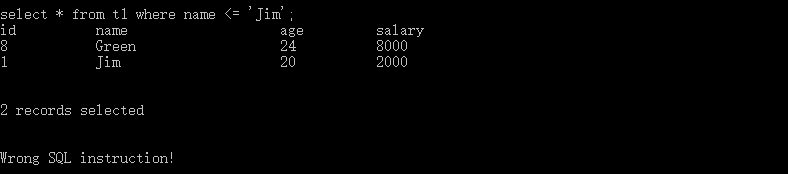 select * from t1 where name <= 'Jim';
id name age salary
8 Green 24 8000
1 Jim 20 2000
2 records selected
Wrong SQL instruction!